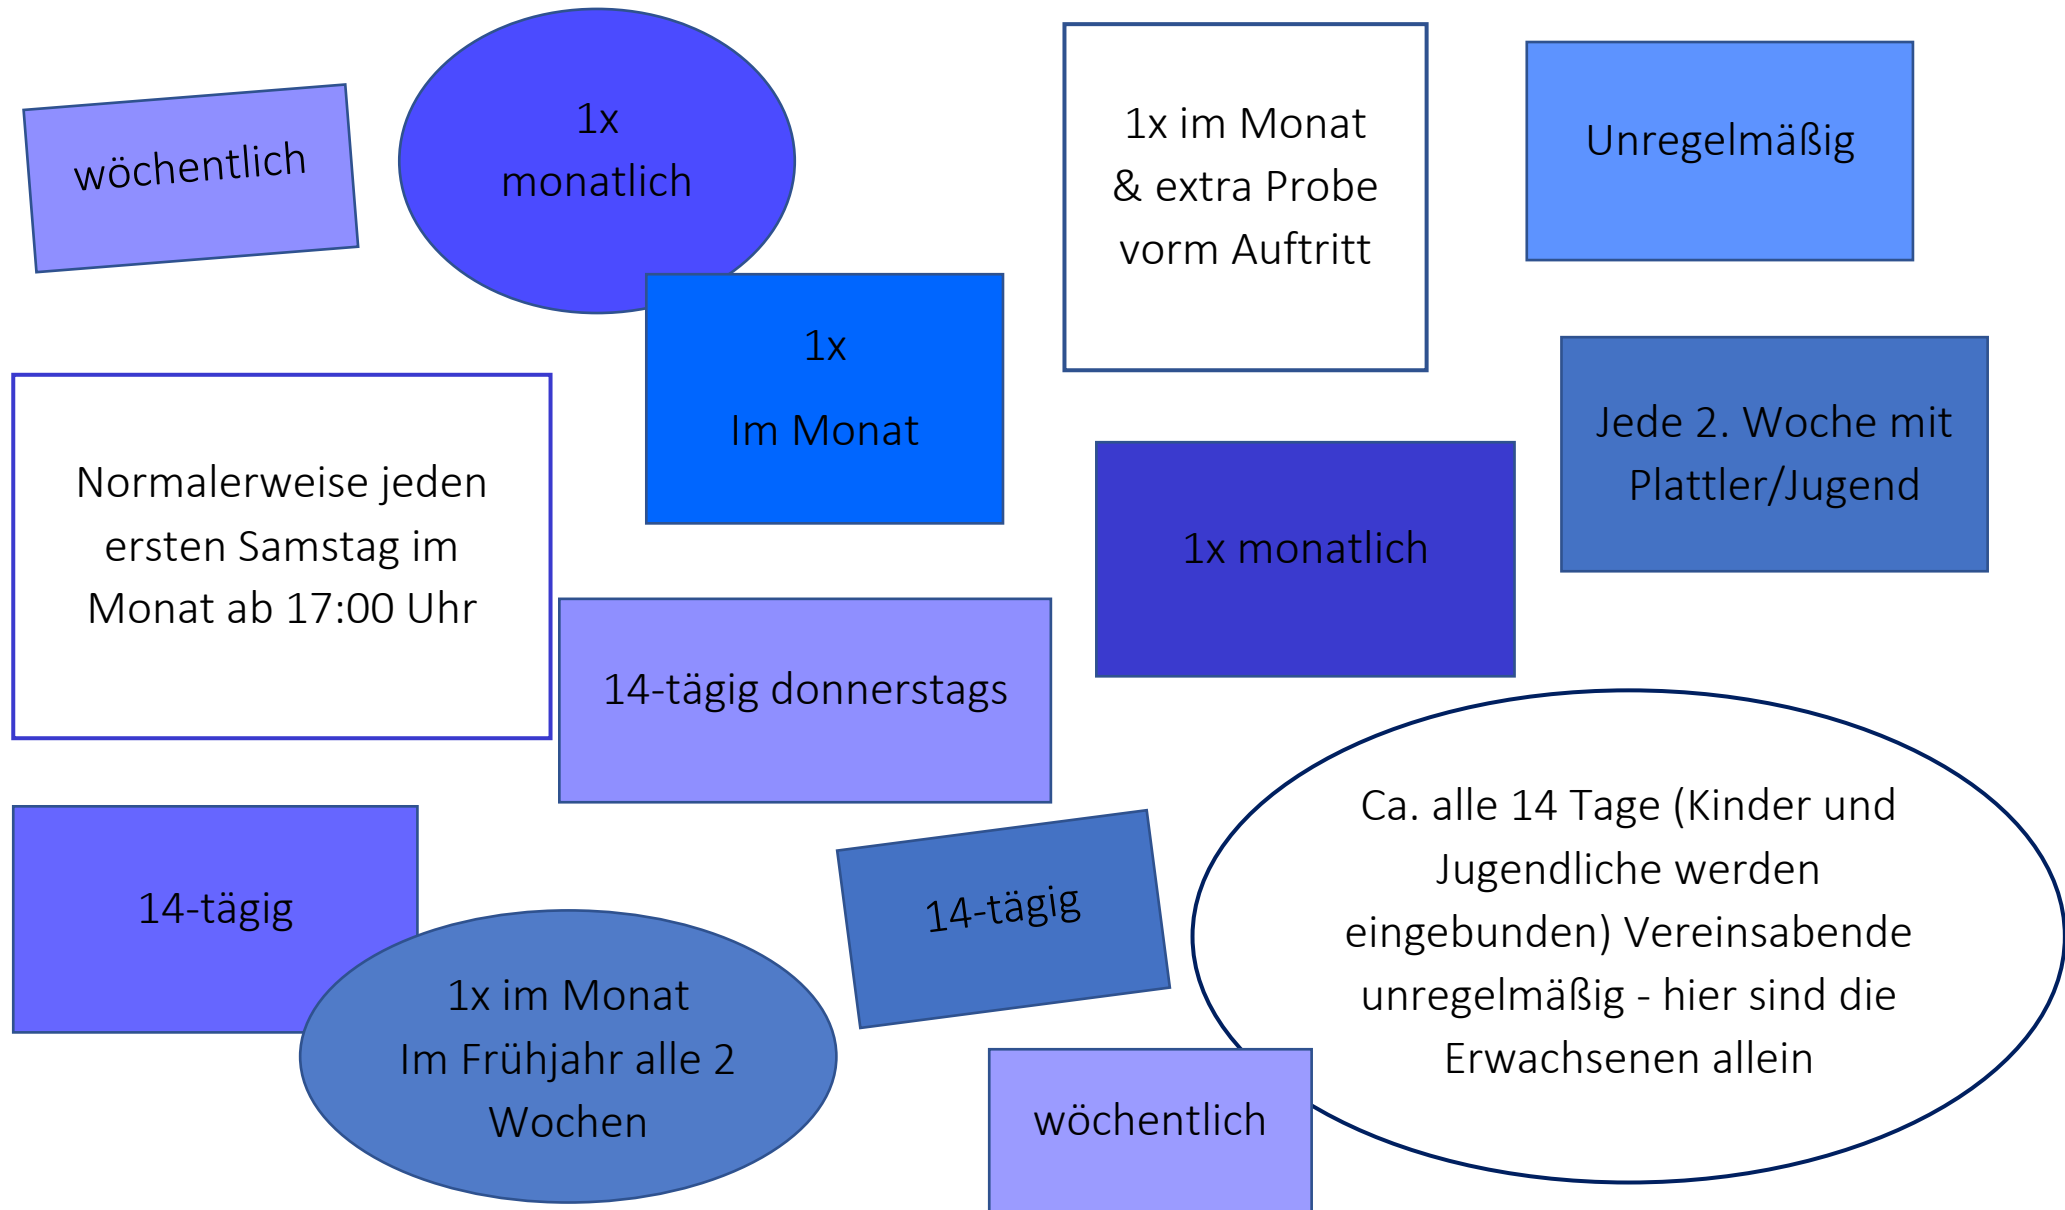 wöchentlich
1x
monatlich
1x im Monat
& extra Probe
vorm Auftritt
Unregelmäßig
1x
Im Monat
Normalerweise jeden
ersten Samstag im
Monat ab 17:00 Uhr
Jede 2. Woche mit
Plattler/Jugend
1x monatlich
14-tägig donnerstags
14-tägig
1x im Monat
Im Frühjahr alle 2
Wochen
14-tägig
Ca. alle 14 Tage (Kinder und
Jugendliche werden
eingebunden) Vereinsabende
unregelmäßig - hier sind die
Erwachsenen allein
wöchentlich